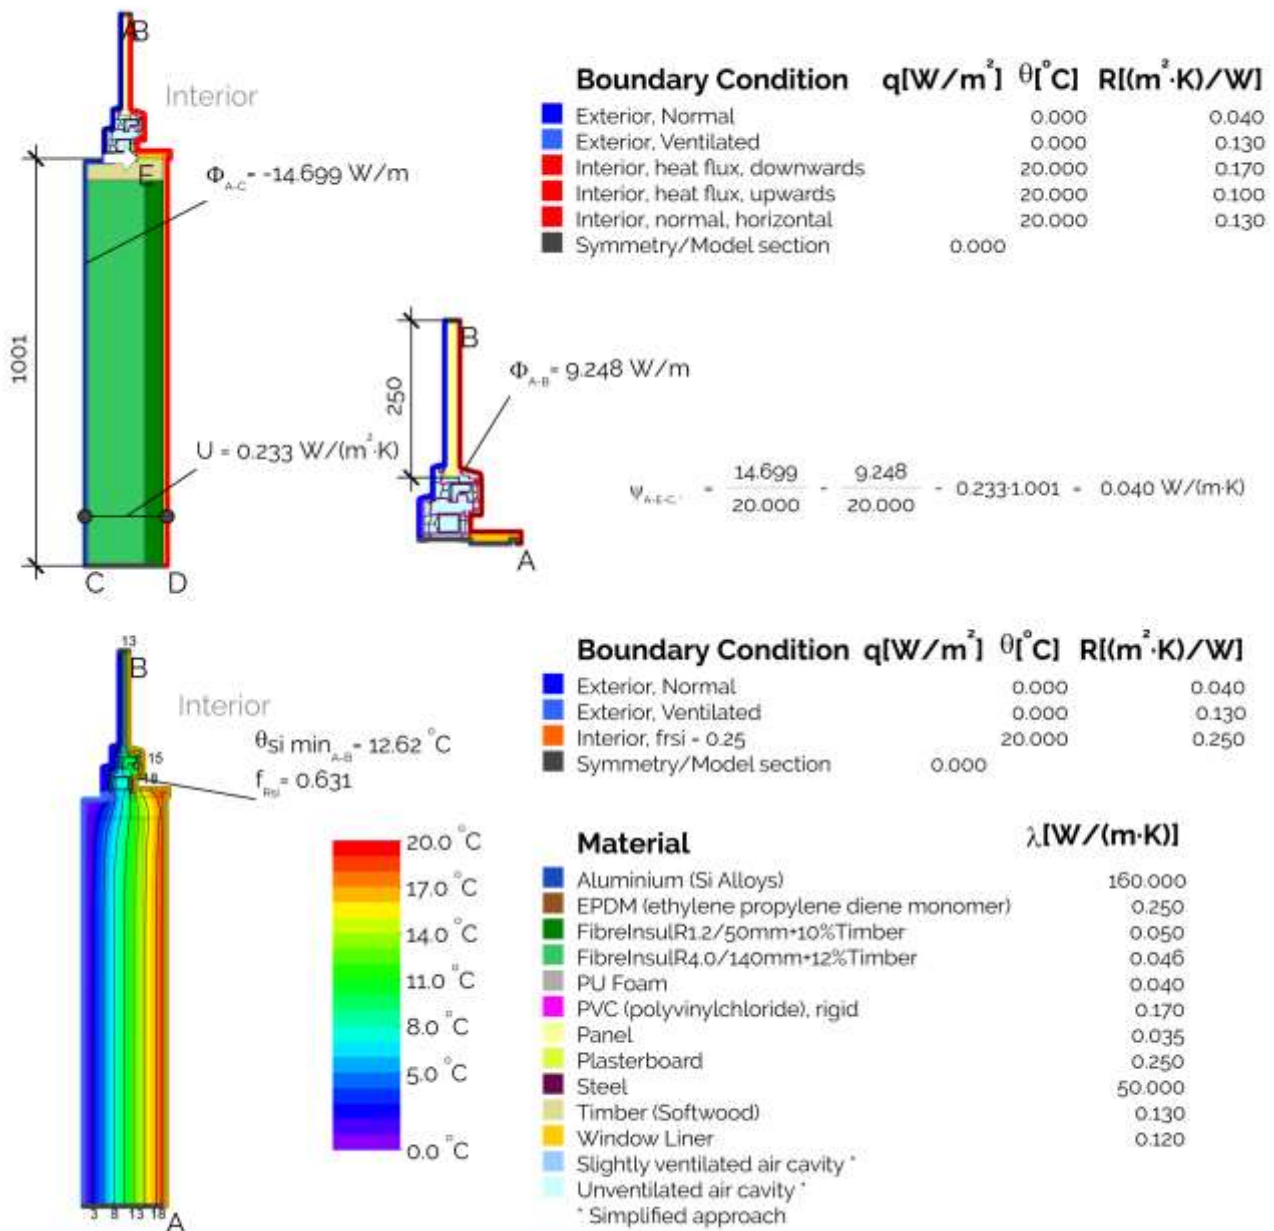 A B
Interior
Φ A-C = -14.699 W/m
E
1001
U = 0.233 W/(m²·K)
C D
Boundary Condition q[W/m²] θ[°C] R[(m²·K)/W]
Exterior, Normal 0.000 0.040
Exterior, Ventilated 0.000 0.130
Interior, heat flux, downwards 20.000 0.170
Interior, heat flux, upwards 20.000 0.100
Interior, normal, horizontal 20.000 0.130
Symmetry/Model section 0.000
B
250
Φ A-B = 9.248 W/m
A
ψ A-E-C, = 14.699/20.000 - 9.248/20.000 - 0.233·1.001 = 0.040 W/(m·K)
13
B
Interior
θsi min A-B = 12.62 °C
15
18
fRsi = 0.631
3 8 13 18 A
20.0 °C
17.0 °C
14.0 °C
11.0 °C
8.0 °C
5.0 °C
0.0 °C
Boundary Condition q[W/m²] θ[°C] R[(m²·K)/W]
Exterior, Normal 0.000 0.040
Exterior, Ventilated 0.000 0.130
Interior, frsi = 0.25 20.000 0.250
Symmetry/Model section 0.000
Material λ[W/(m·K)]
Aluminium (Si Alloys) 160.000
EPDM (ethylene propylene diene monomer) 0.250
FibreInsulR1.2/50mm+10%Timber 0.050
FibreInsulR4.0/140mm+12%Timber 0.046
PU Foam 0.040
PVC (polyvinylchloride), rigid 0.170
Panel 0.035
Plasterboard 0.250
Steel 50.000
Timber (Softwood) 0.130
Window Liner 0.120
Slightly ventilated air cavity *
Unventilated air cavity *
* Simplified approach